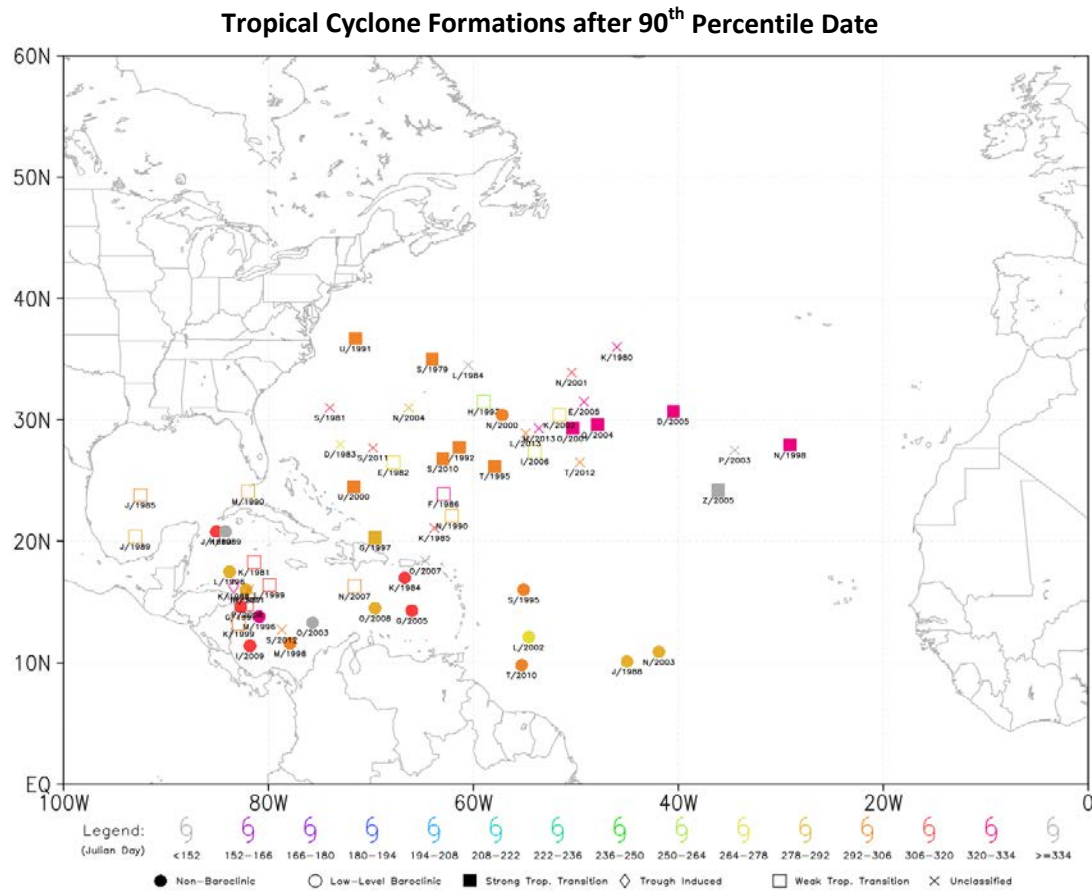 Tropical Cyclone Formations after 90th Percentile Date
60N
50N
40N
U/1991
S/1979
L/1984
K/1980
N/2001
S/1981
N/2004
H/1997
E/2005
D/2005
30N
N/2000
K/2002
O/2004
M/2013
L/2013
D/1983
S/2011
E/1982
S/2010
I/2006
T/1995
T/2012
P/2003
N/1998
Z/2005
J/1985
M/1990
U/2000
F/1986
N/1990
K/1985
J/1989
G/1997
20N
K/1981
O/2007
L/1996
K/1984
N/2007
S/1995
M/1996
O/2008
G/2005
K/1999
O/2003
S/2012
M/1998
I/2009
L/2002
T/2010
J/1988
N/2003
10N
EQ
100W 80W 60W 40W 20W 0
Legend:
(Julian Day)
<152 152-166 166-180 180-194 194-208 208-222 222-236 236-250 250-264 264-278 278-292 292-306 306-320 320-334 >=334
Non-Baroclinic Low-Level Baroclinic Strong Trop. Transition Trough Induced Weak Trop. Transition Unclassified